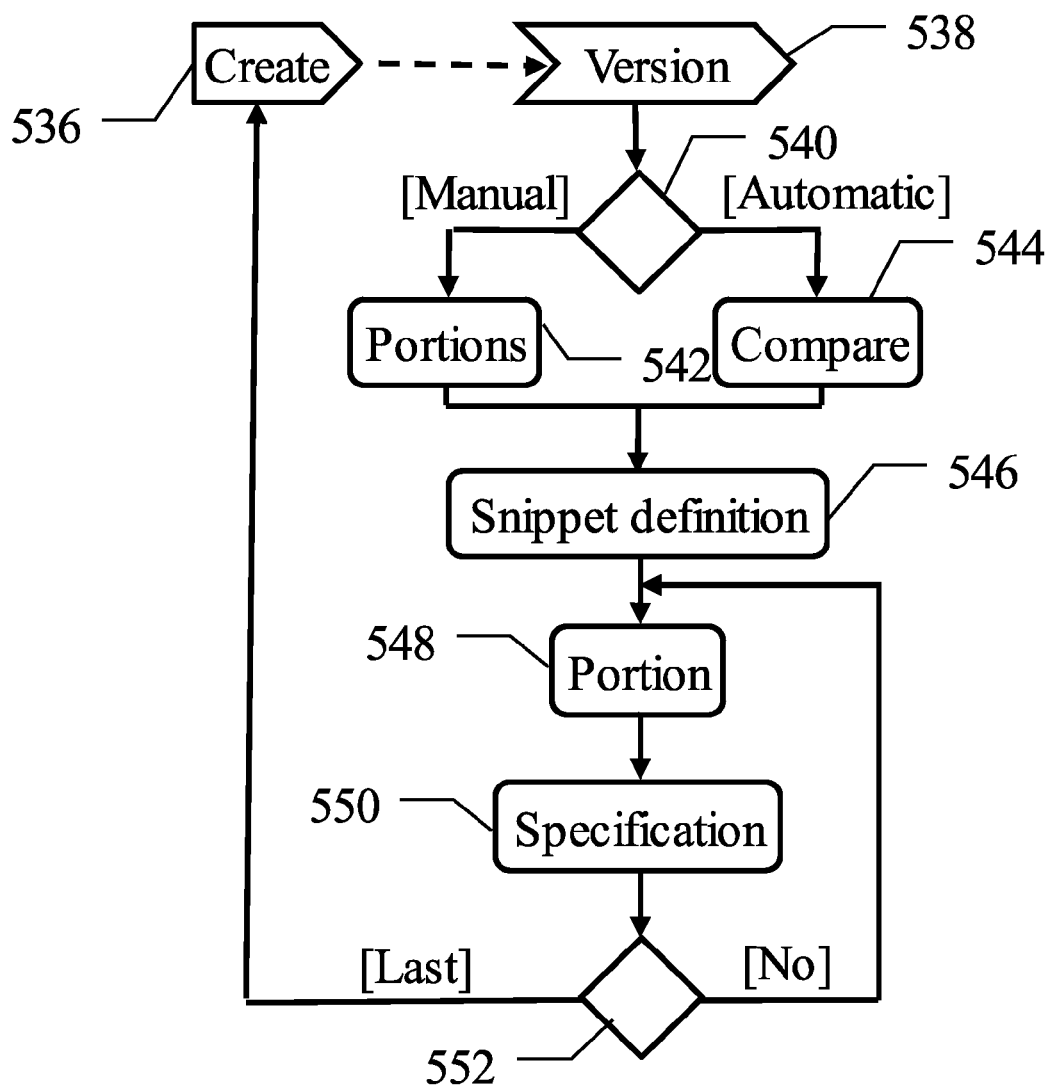 Create
Version
538
536
540
[Manual]
[Automatic]
544
Portions
542
Compare
546
Snippet definition
548
Portion
550
Specification
[Last]
[No]
552